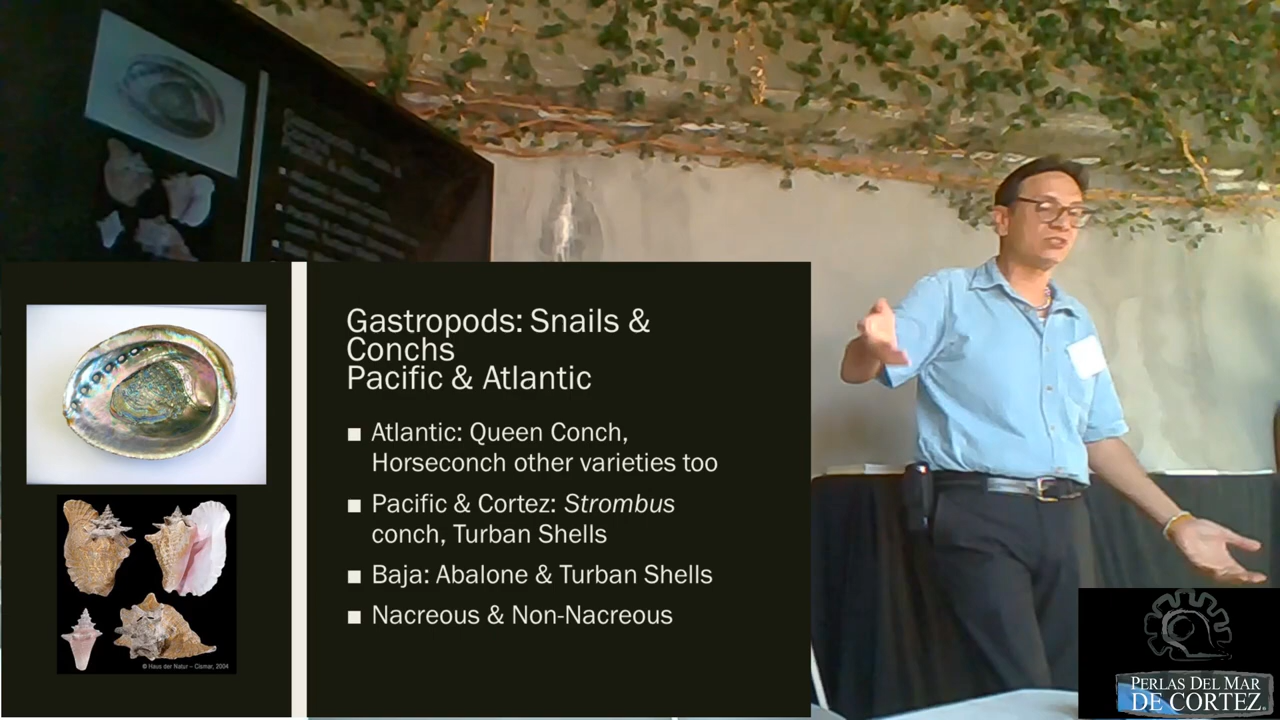 Gastropods: Snails &
Conchs
Pacific & Atlantic
■ Atlantic: Queen Conch,
Horseconch other varieties too
■ Pacific & Cortez: Strombus
conch, Turban Shells
■ Baja: Abalone & Turban Shells
■ Nacreous & Non-Nacreous
© Haus der Natur – Cismar, 2004
PERLAS DEL MAR
DE CORTEZ®